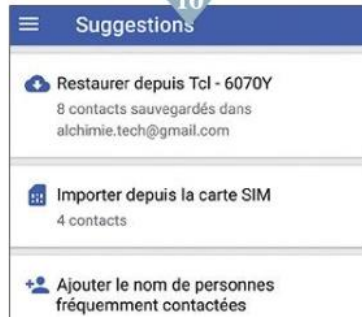 10
Suggestions
Restaurer depuis Tcl - 6070Y
8 contacts sauvegardés dans
alchimie.tech@gmail.com
Importer depuis la carte SIM
4 contacts
Ajouter le nom de personnes
fréquemment contactées